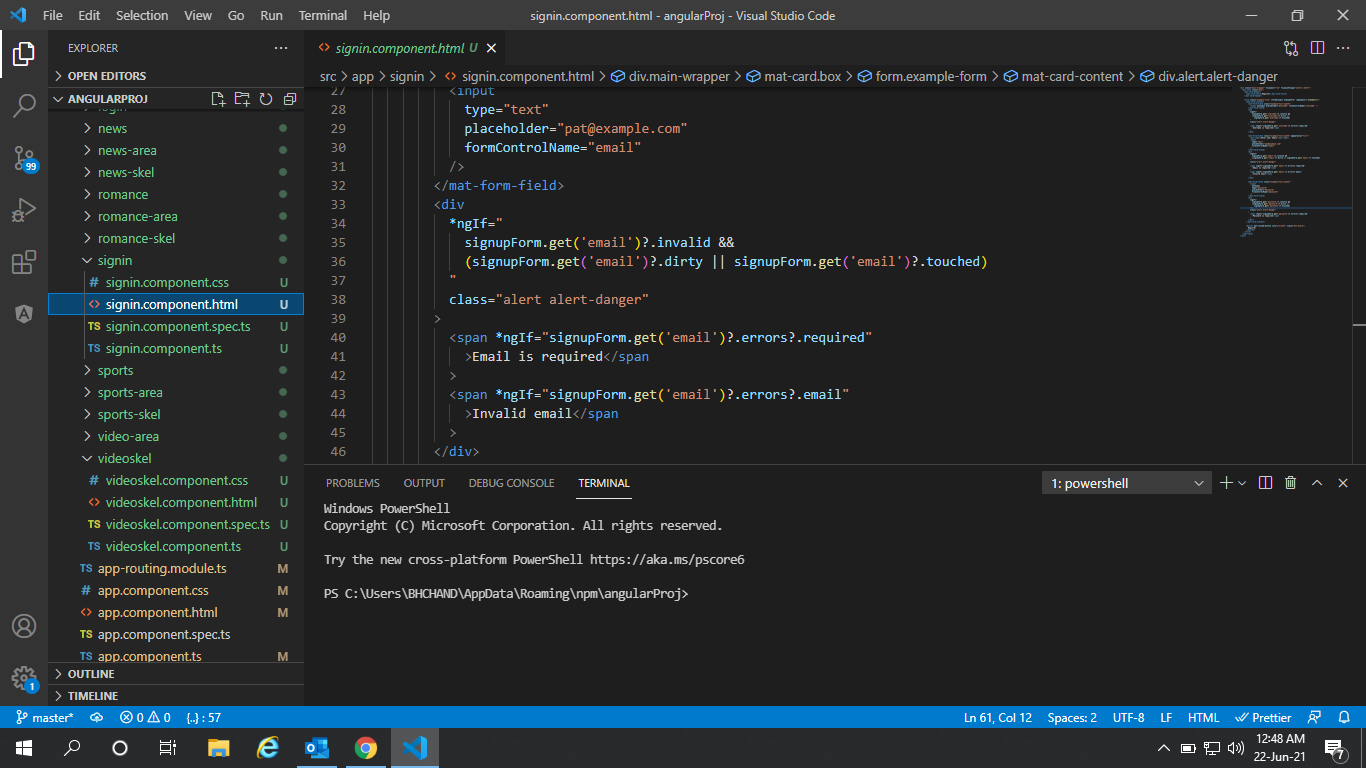 File Edit Selection View Go Run Terminal Help
signin.component.html - angularProj - Visual Studio Code
EXPLORER
OPEN EDITORS
ANGULARPROJ
news
news-area
news-skel
romance
romance-area
romance-skel
signin
# signin.component.css U
<> signin.component.html U
TS signin.component.spec.ts U
TS signin.component.ts U
sports
sports-area
sports-skel
video-area
videoskel
# videoskel.component.css U
<> videoskel.component.html U
TS videoskel.component.spec.ts U
TS videoskel.component.ts U
TS app-routing.module.ts M
# app.component.css M
<> app.component.html M
TS app.component.spec.ts
TS app.component.ts M
OUTLINE
TIMELINE
99
1
<> signin.component.html U
src > app > signin > <> signin.component.html > div.main-wrapper > mat-card.box > form.example-form > mat-card-content > div.alert.alert-danger
27 <input
28 type="text"
29 placeholder="pat@example.com"
30 formControlName="email"
31 />
32 </mat-form-field>
33 <div
34 *ngIf="
35 signupForm.get('email')?.invalid &&
36 (signupForm.get('email')?.dirty || signupForm.get('email')?.touched)
37 "
38 class="alert alert-danger"
39 >
40 <span *ngIf="signupForm.get('email')?.errors?.required"
41 >Email is required</span
42 >
43 <span *ngIf="signupForm.get('email')?.errors?.email"
44 >Invalid email</span
45 >
46 </div>
PROBLEMS OUTPUT DEBUG CONSOLE TERMINAL
1: powershell
Windows PowerShell
Copyright (C) Microsoft Corporation. All rights reserved.
Try the new cross-platform PowerShell https://aka.ms/pscore6
PS C:\Users\BHCHAND\AppData\Roaming\npm\angularProj>
master* 0 0 {..} : 57
Ln 61, Col 12 Spaces: 2 UTF-8 LF HTML Prettier
12:48 AM
22-Jun-21
7